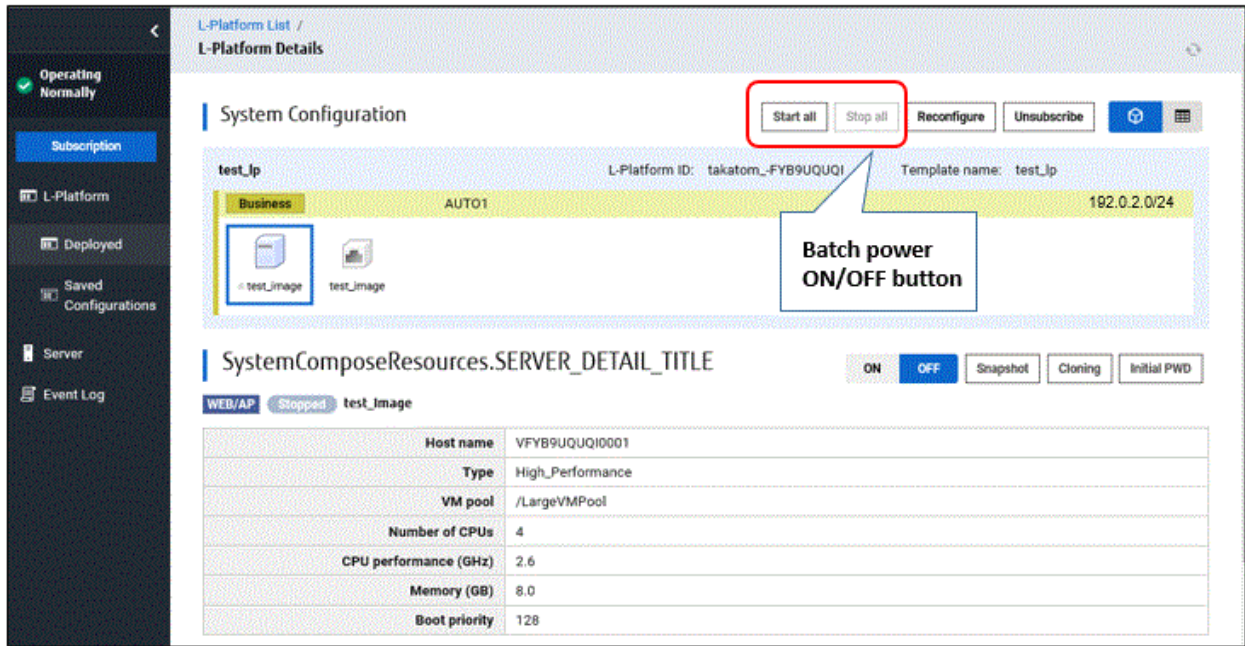 L-Platform List /
L-Platform Details
Operating
Normally
Subscription
L-Platform
Deployed
Saved
Configurations
Server
Event Log
System Configuration
Start all
Stop all
Reconfigure
Unsubscribe
test_lp
L-Platform ID: takatom_-FYB9UQUQI
Template name: test_lp
Business
AUTO1
192.0.2.0/24
test_image
test_image
Batch power
ON/OFF button
SystemComposeResources.SERVER_DETAIL_TITLE
ON
OFF
Snapshot
Cloning
Initial PWD
WEB/AP
Stopped
test_Image
Host name VFYB9UQUQI0001
Type High_Performance
VM pool /LargeVMPool
Number of CPUs 4
CPU performance (GHz) 2.6
Memory (GB) 8.0
Boot priority 128